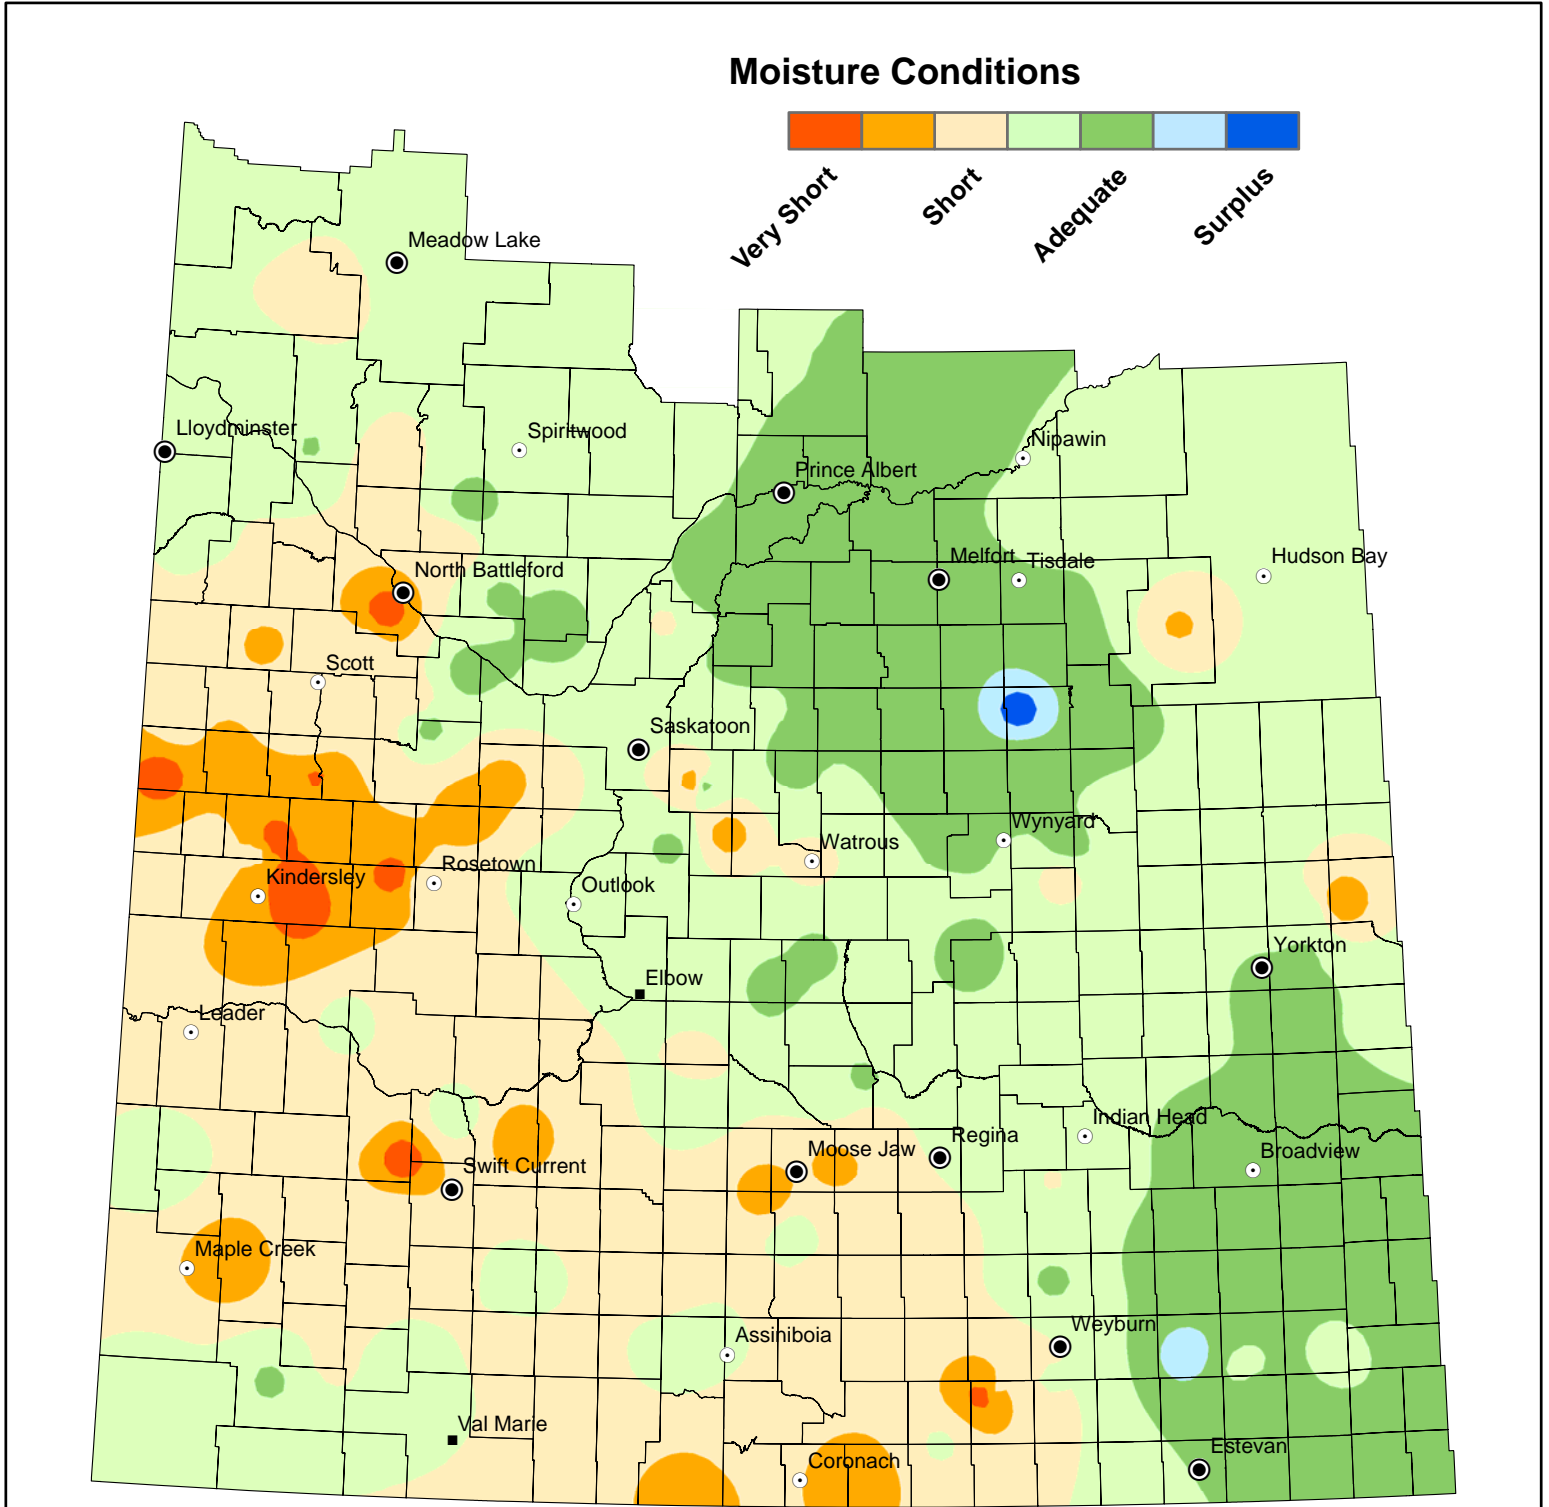 Moisture Conditions
Very Short
Short
Adequate
Surplus
Meadow Lake
Lloydminster
Spiritwood
Nipawin
Prince Albert
North Battleford
Melfort
Tisdale
Hudson Bay
Scott
Saskatoon
Wynyard
Watrous
Rosetown
Kindersley
Outlook
Yorkton
Elbow
Leader
Indian Head
Regina
Moose Jaw
Broadview
Swift Current
Maple Creek
Weyburn
Assiniboia
Val Marie
Estevan
Coronach